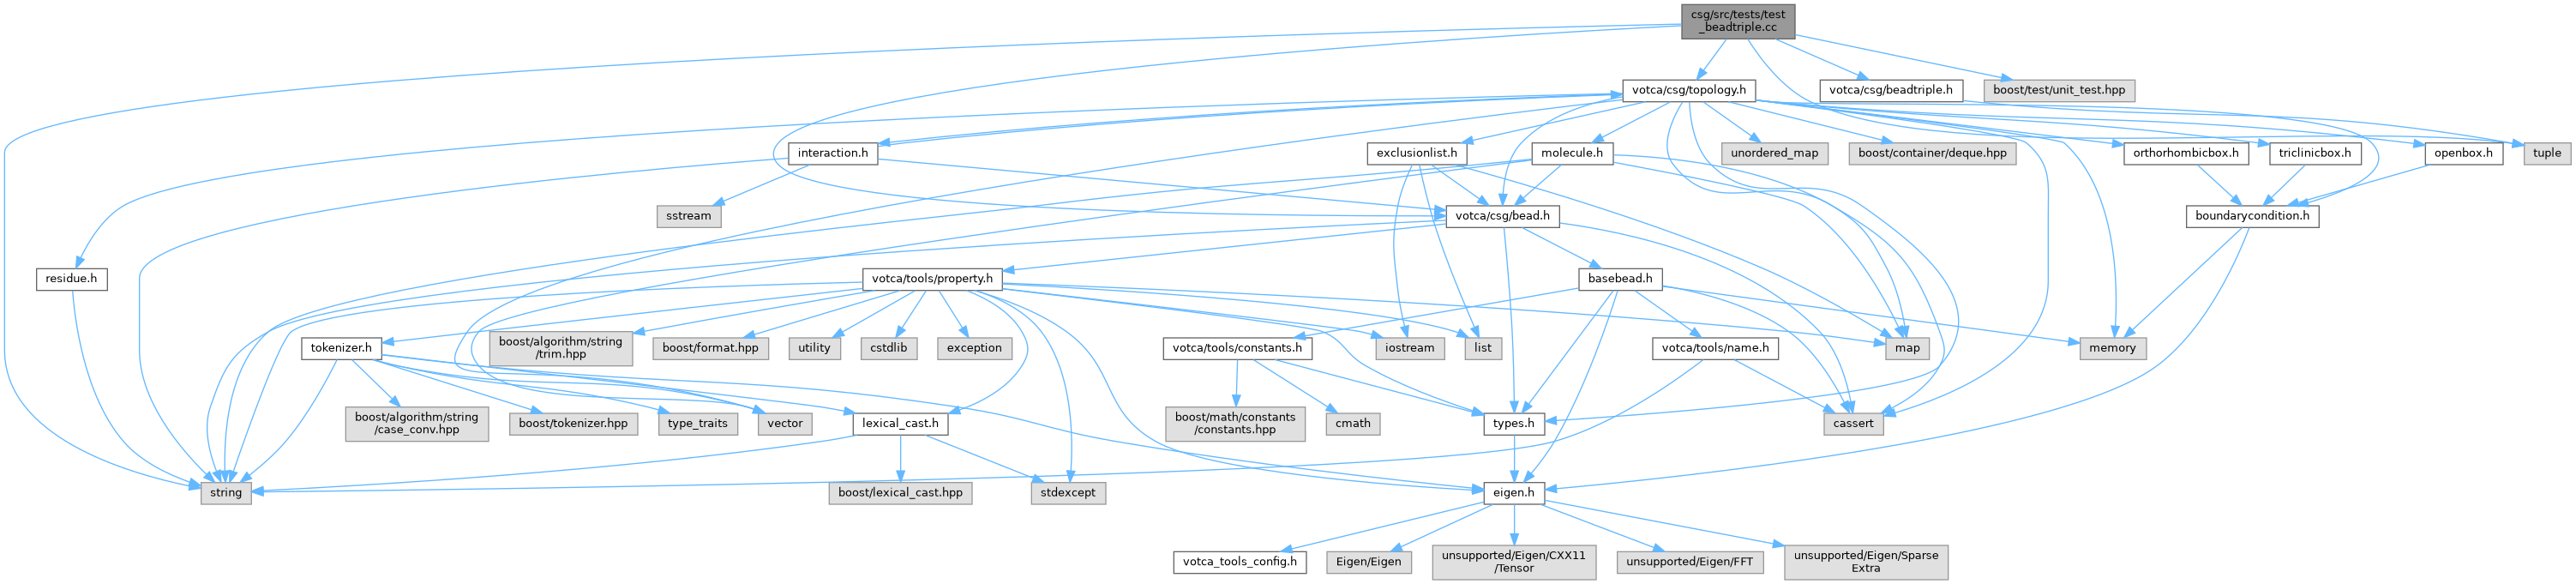 csg/src/tests/test
_beadtriple.cc
votca/csg/topology.h
votca/csg/beadtriple.h
boost/test/unit_test.hpp
interaction.h
exclusionlist.h
molecule.h
unordered_map
boost/container/deque.hpp
orthorhombicbox.h
triclinicbox.h
openbox.h
tuple
sstream
votca/csg/bead.h
boundarycondition.h
residue.h
votca/tools/property.h
basebead.h
tokenizer.h
boost/algorithm/string
/trim.hpp
boost/format.hpp
utility
cstdlib
exception
iostream
list
votca/tools/constants.h
votca/tools/name.h
map
memory
boost/algorithm/string
/case_conv.hpp
boost/tokenizer.hpp
type_traits
vector
lexical_cast.h
boost/math/constants
/constants.hpp
cmath
types.h
cassert
string
boost/lexical_cast.hpp
stdexcept
eigen.h
votca_tools_config.h
Eigen/Eigen
unsupported/Eigen/CXX11
/Tensor
unsupported/Eigen/FFT
unsupported/Eigen/Sparse
Extra